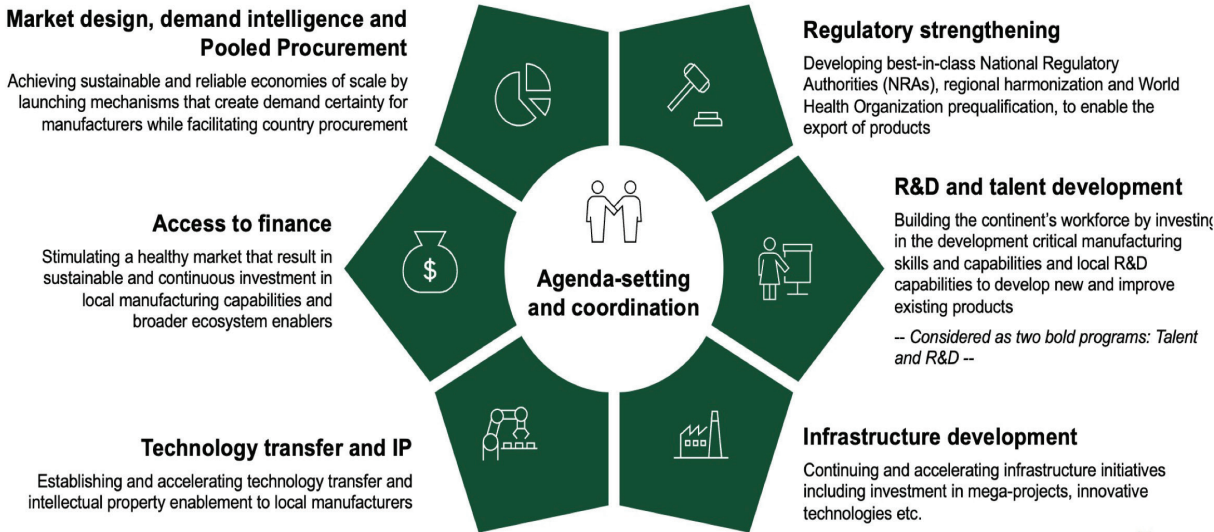 Market design, demand intelligence and
Pooled Procurement
Achieving sustainable and reliable economies of scale by
launching mechanisms that create demand certainty for
manufacturers while facilitating country procurement
Access to finance
Stimulating a healthy market that result in
sustainable and continuous investment in
local manufacturing capabilities and
broader ecosystem enablers
Technology transfer and IP
Establishing and accelerating technology transfer and
intellectual property enablement to local manufacturers
$
Agenda-setting
and coordination
Regulatory strengthening
Developing best-in-class National Regulatory
Authorities (NRAs), regional harmonization and World
Health Organization prequalification, to enable the
export of products
R&D and talent development
Building the continent's workforce by investing
in the development critical manufacturing
skills and capabilities and local R&D
capabilities to develop new and improve
existing products
-- Considered as two bold programs: Talent
and R&D --
Infrastructure development
Continuing and accelerating infrastructure initiatives
including investment in mega-projects, innovative
technologies etc.